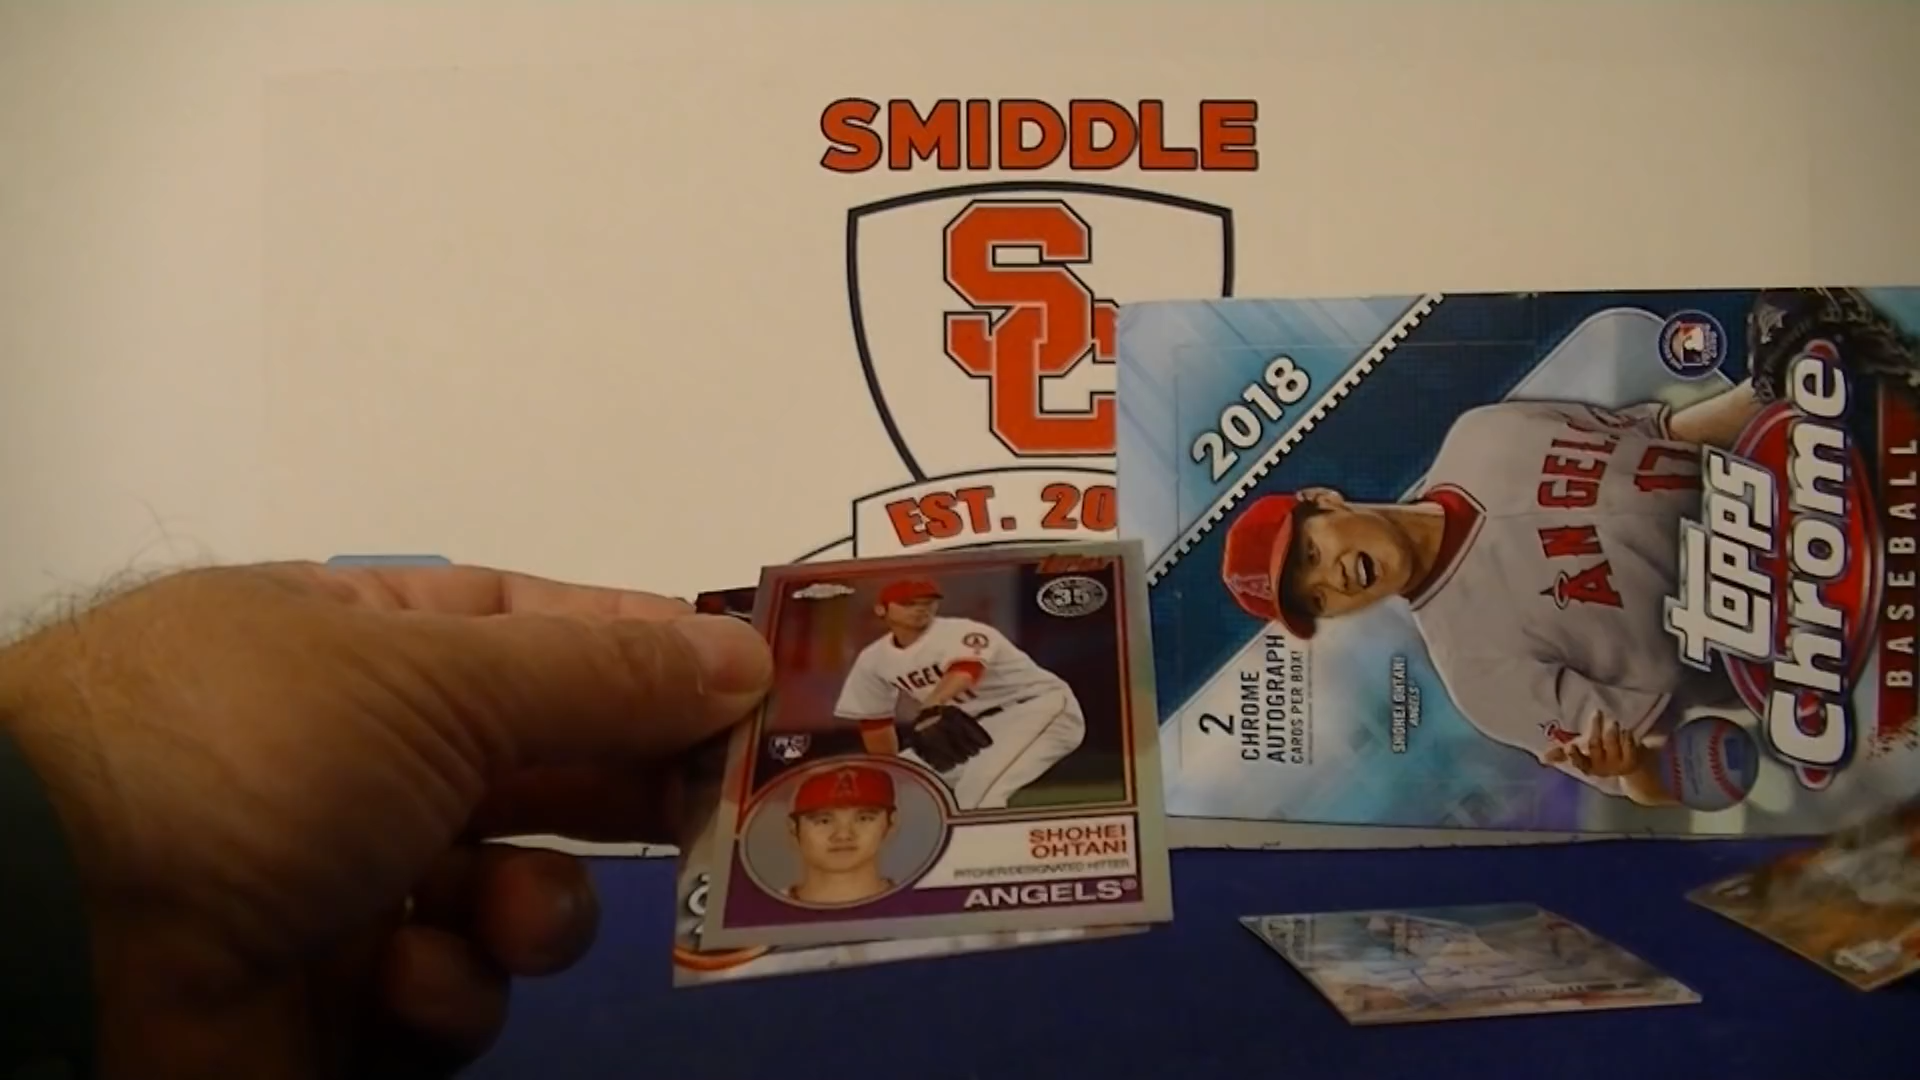 SMIDDLE
SC
EST. 20
2018
Topps
Chrome
BASEBALL
ANGELS
17
2
CHROME
AUTOGRAPH
CARDS PER BOX!
SHOHEI OHTANI
ANGELS
35
SHOHEI
OHTANI
PITCHER/DESIGNATED HITTER
ANGELS®